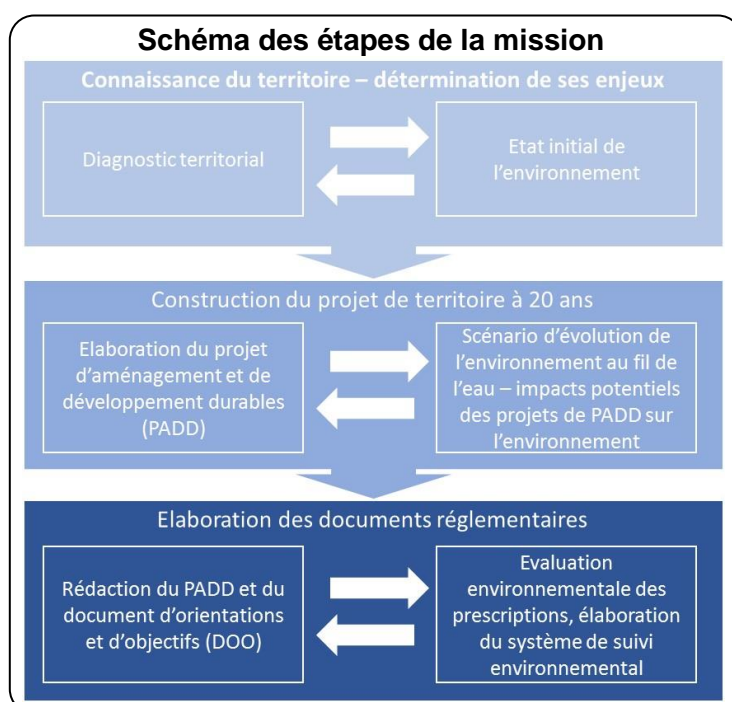 Schéma des étapes de la mission
Connaissance du territoire – détermination de ses enjeux
Diagnostic territorial
Etat initial de
l'environnement
Construction du projet de territoire à 20 ans
Elaboration du projet
d'aménagement et de
développement durables
(PADD)
Scénario d'évolution de
l'environnement au fil de
l'eau – impacts potentiels
des projets de PADD sur
l'environnement
Elaboration des documents réglementaires
Rédaction du PADD et du
document d'orientations
et d'objectifs (DOO)
Evaluation
environnementale des
prescriptions, élaboration
du système de suivi
environnemental